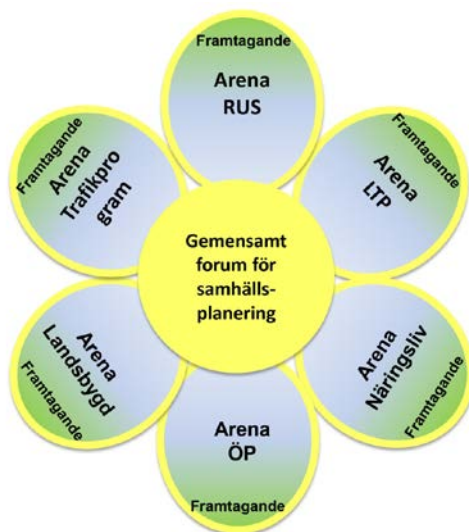 Framtagande
Arena
RUS
Framtagande
Arena
LTP
Arena
Näringsliv
Framtagande
Arena
ÖP
Framtagande
Arena
Landsbygd
Framtagande
Framtagande
Arena
Trafikpro
gram
Gemensamt
forum för
samhälls-
planering